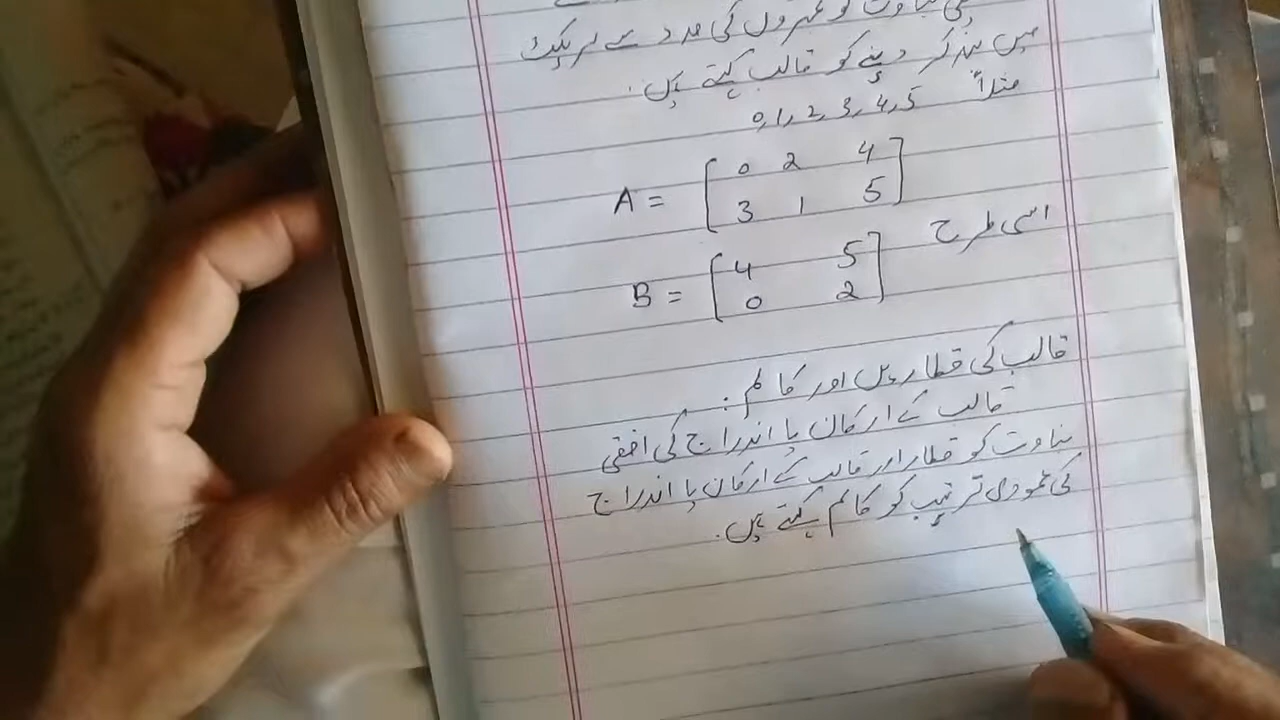 بناوٹ کو نمبروں کی مدد سے بریکٹ
میں بند کر دینے کو قالب کہتے ہیں.
مثلاً 0,1,2,3,4,5
A = [ 0 2 4
3 1 5 ]
اسی طرح
B = [ 4 5
0 2 ]
قالب کی قطاریں اور کالم:
قالب کے ارکان یا اندراج کی افقی
بناوٹ کو قطار اور قالب کے ارکان یا اندراج
کی عمودی ترتیب کو کالم کہتے ہیں.